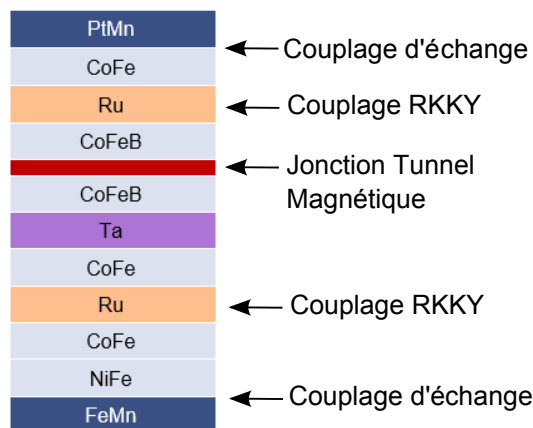 PtMn
Couplage d'échange
CoFe
Ru
Couplage RKKY
CoFeB
Jonction Tunnel
Magnétique
CoFeB
Ta
CoFe
Ru
Couplage RKKY
CoFe
NiFe
Couplage d'échange
FeMn